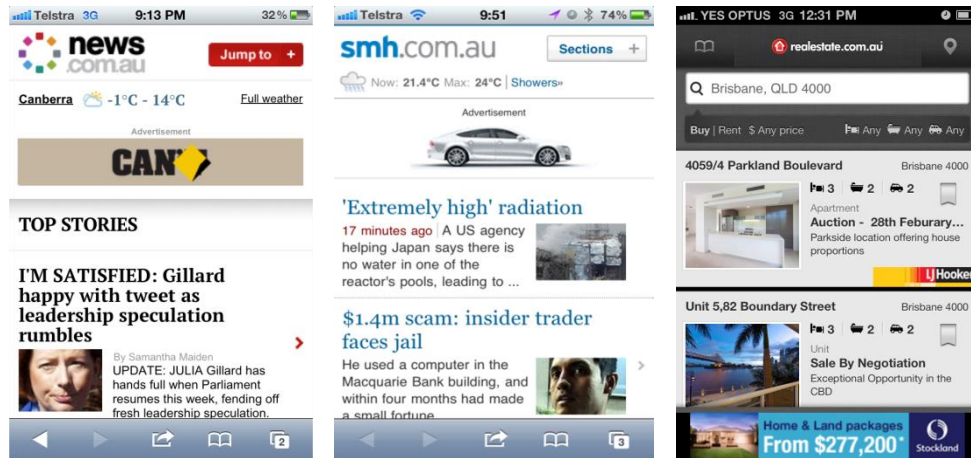 Telstra 3G 9:13 PM 32%
news
.com.au
Jump to +
Canberra -1°C - 14°C Full weather
Advertisement
CAN'T
TOP STORIES
I'M SATISFIED: Gillard
happy with tweet as
leadership speculation
rumbles
By Samantha Maiden
UPDATE: JULIA Gillard has
hands full when Parliament
resumes this week, fending off
fresh leadership speculation.
2
Telstra 9:51 74%
smh.com.au
Sections +
Now: 21.4°C Max: 24°C | Showers»
Advertisement
'Extremely high' radiation
17 minutes ago | A US agency
helping Japan says there is
no water in one of the
reactor's pools, leading to ...
$1.4m scam: insider trader
faces jail
He used a computer in the
Macquarie Bank building, and
within four months had made
a small fortune
3
YES OPTUS 3G 12:31 PM
realestate.com.au
Brisbane, QLD 4000
Buy | Rent $ Any price Any Any Any
4059/4 Parkland Boulevard Brisbane 4000
3 2 2
Apartment
Auction - 28th Feburary...
Parkside location offering house
proportions
LJ Hooker
Unit 5,82 Boundary Street Brisbane 4000
3 2 2
Unit
Sale By Negotiation
Exceptional Opportunity in the
CBD
Home & Land packages
From $277,200*
Stockland